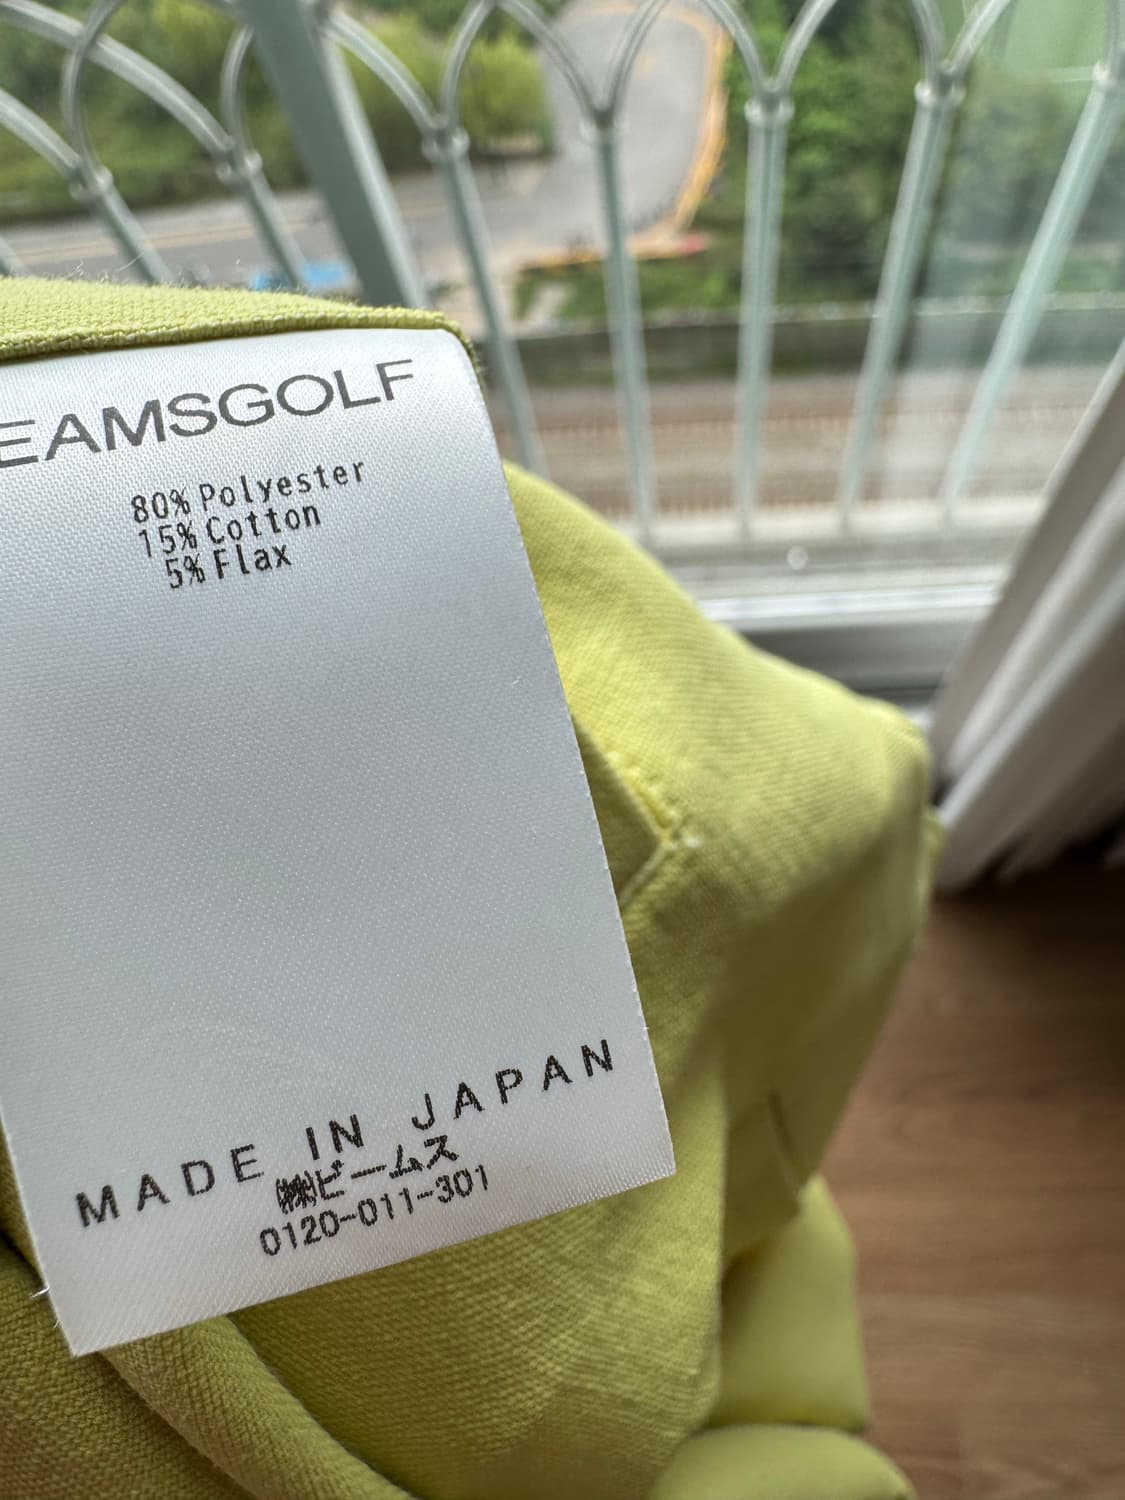 EAMSGOLF
80% Polyester
15% Cotton
5% Flax
MADE IN JAPAN
㈱ビームス
0120-011-301